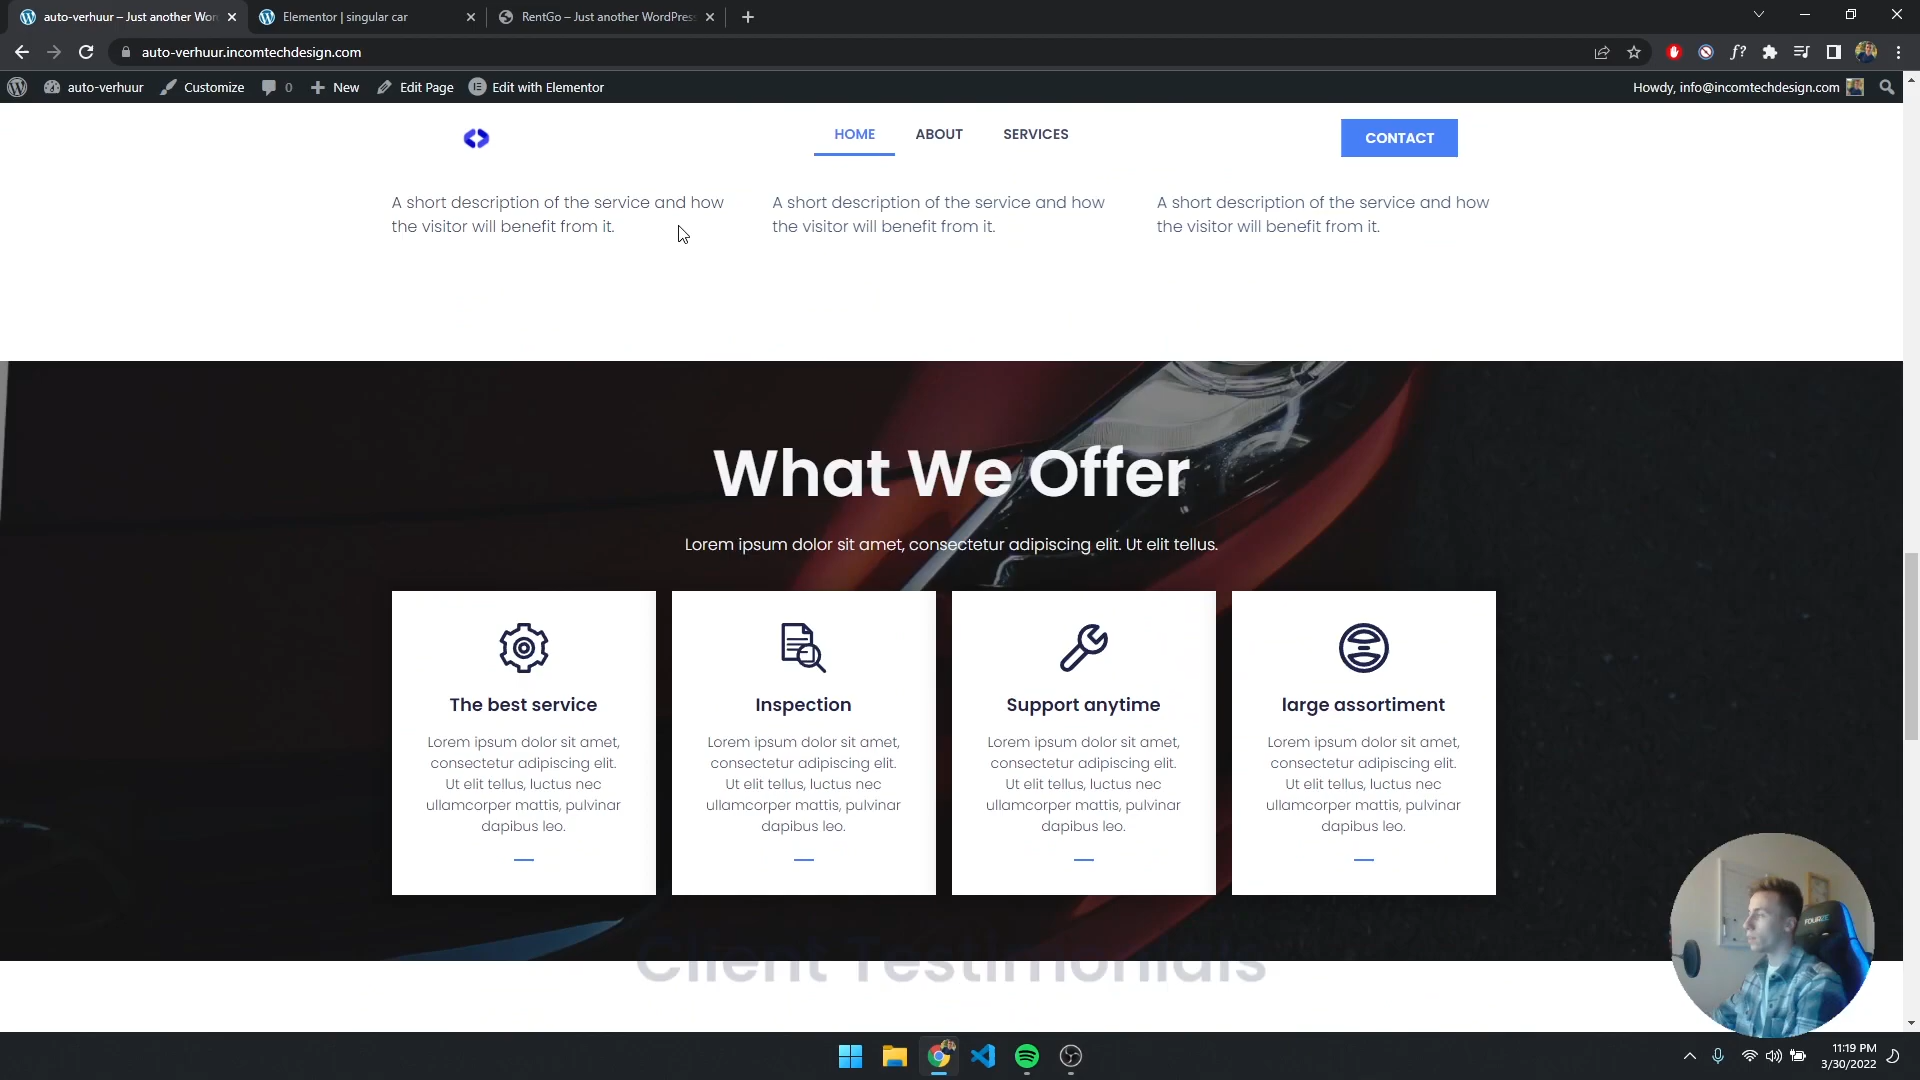 auto-verhuur – Just another Wor
Elementor | singular car
RentGo – Just another WordPres
auto-verhuur.incomtechdesign.com
auto-verhuur
Customize
0
New
Edit Page
Edit with Elementor
Howdy, info@incomtechdesign.com
HOME
ABOUT
SERVICES
CONTACT
A short description of the service and how
the visitor will benefit from it.
A short description of the service and how
the visitor will benefit from it.
A short description of the service and how
the visitor will benefit from it.
What We Offer
Lorem ipsum dolor sit amet, consectetur adipiscing elit. Ut elit tellus.
The best service
Lorem ipsum dolor sit amet,
consectetur adipiscing elit.
Ut elit tellus, luctus nec
ullamcorper mattis, pulvinar
dapibus leo.
Inspection
Lorem ipsum dolor sit amet,
consectetur adipiscing elit.
Ut elit tellus, luctus nec
ullamcorper mattis, pulvinar
dapibus leo.
Support anytime
Lorem ipsum dolor sit amet,
consectetur adipiscing elit.
Ut elit tellus, luctus nec
ullamcorper mattis, pulvinar
dapibus leo.
large assortiment
Lorem ipsum dolor sit amet,
consectetur adipiscing elit.
Ut elit tellus, luctus nec
ullamcorper mattis, pulvinar
dapibus leo.
Client Testimonials
11:19 PM
3/30/2022